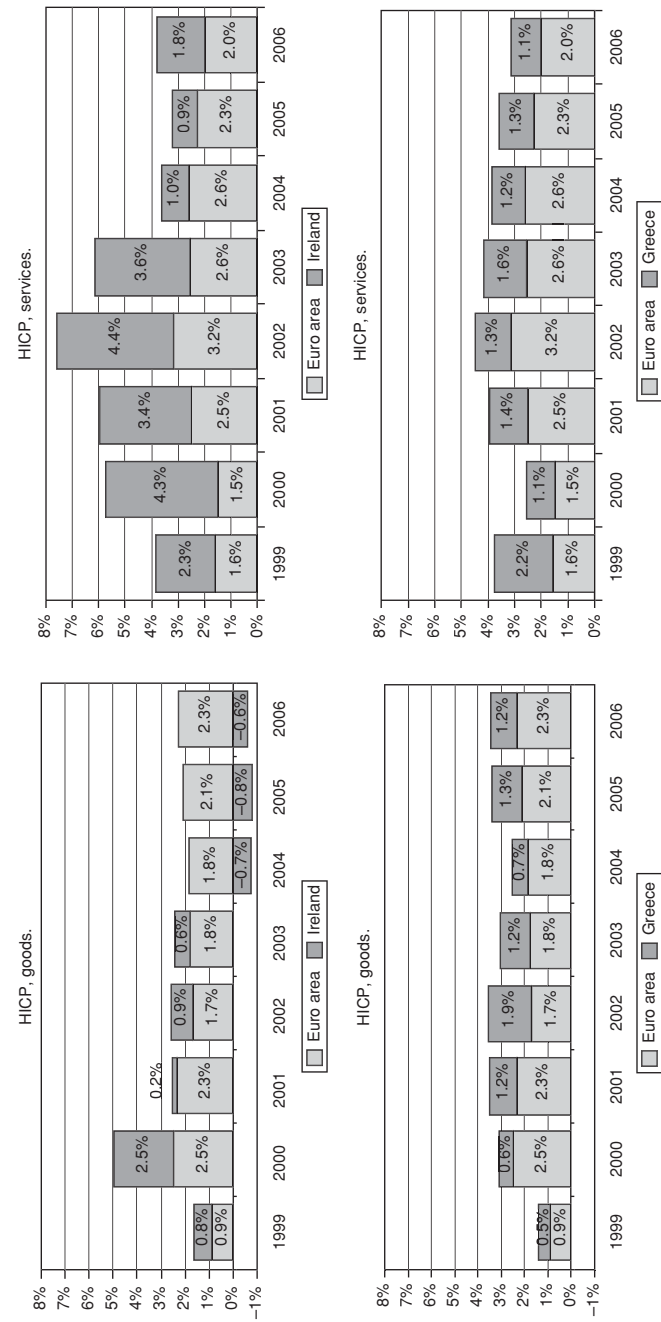 HICP, goods.
8%
7%
6%
5%
4%
3%
2%
1%
0%
–1%
0.8% 2.5% 0.2% 0.9% 0.6% 1.8% 2.1% 2.3%
0.9% 2.5% 2.3% 1.7% 1.8% –0.7% –0.8% –0.6%
1999 2000 2001 2002 2003 2004 2005 2006
Euro area Ireland
HICP, services.
8%
7%
6%
5%
4%
3%
2%
1%
0%
2.3% 4.3% 3.4% 4.4% 3.6% 1.0% 0.9% 1.8%
1.6% 1.5% 2.5% 3.2% 2.6% 2.6% 2.3% 2.0%
1999 2000 2001 2002 2003 2004 2005 2006
Euro area Ireland
HICP, goods.
8%
7%
6%
5%
4%
3%
2%
1%
0%
–1%
0.5% 0.6% 1.2% 1.9% 1.2% 0.7% 1.3% 1.2%
0.9% 2.5% 2.3% 1.7% 1.8% 1.8% 2.1% 2.3%
1999 2000 2001 2002 2003 2004 2005 2006
Euro area Greece
HICP, services.
8%
7%
6%
5%
4%
3%
2%
1%
0%
2.2% 1.1% 1.4% 1.3% 1.6% 1.2% 1.3% 1.1%
1.6% 1.5% 2.5% 3.2% 2.6% 2.6% 2.3% 2.0%
1999 2000 2001 2002 2003 2004 2005 2006
Euro area Greece